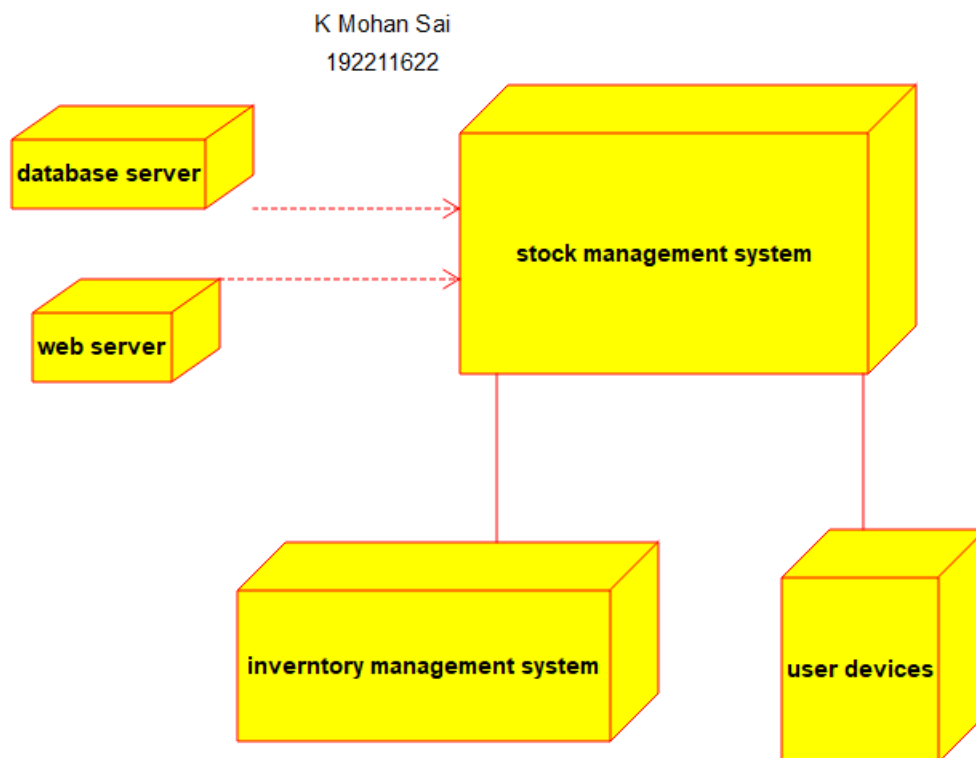 K Mohan Sai
192211622
database server
stock management system
web server
inverntory management system
user devices